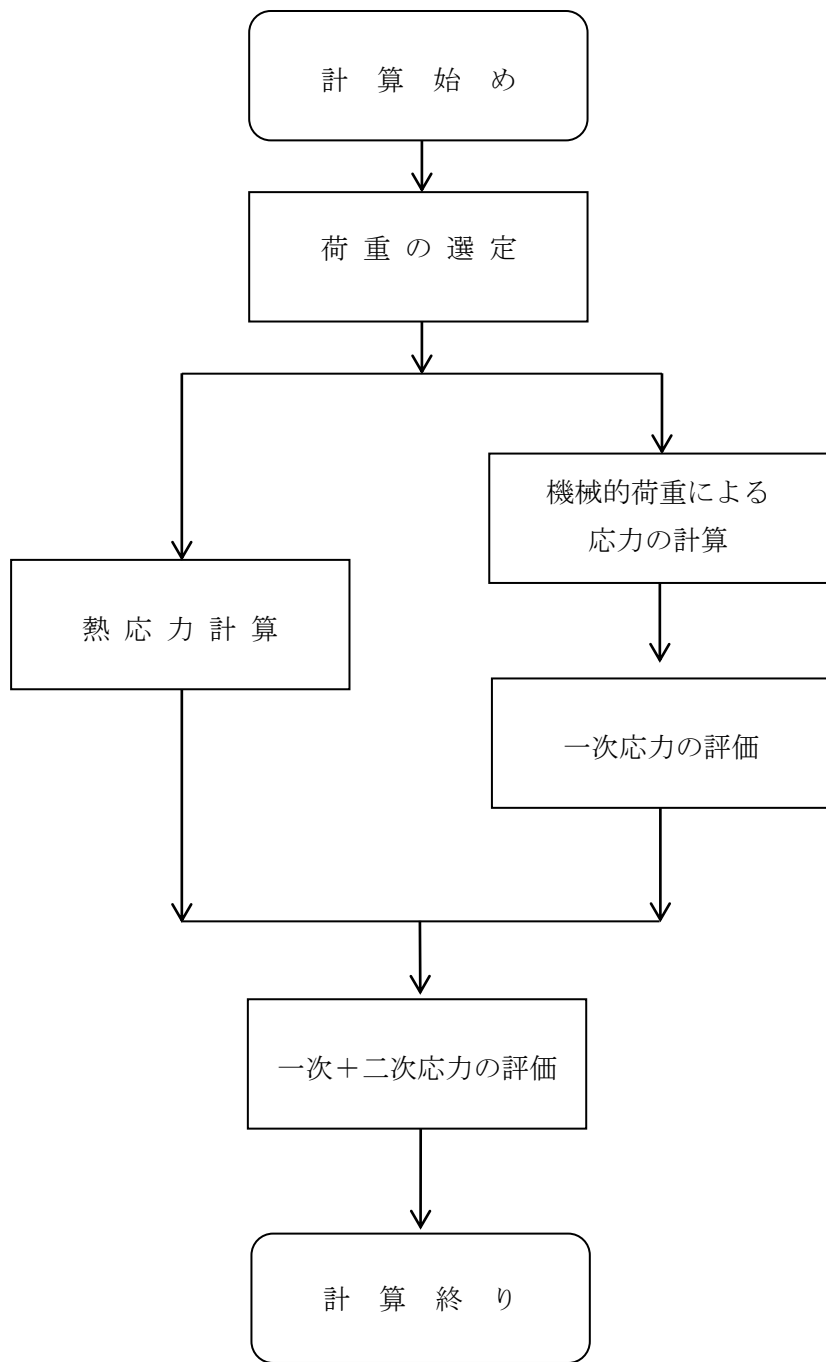 計算始め
荷重の選定
機械的荷重による
応力の計算
熱応力計算
一次応力の評価
一次＋二次応力の評価
計算終り